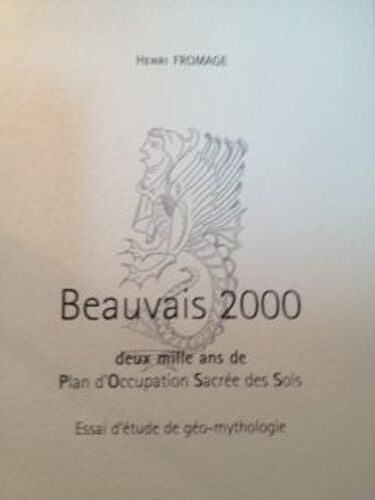 Henri FROMAGE
Beauvais 2000
deux mille ans de
Plan d'Occupation Sacrée des Sols
Essai d'étude de géo-mythologie